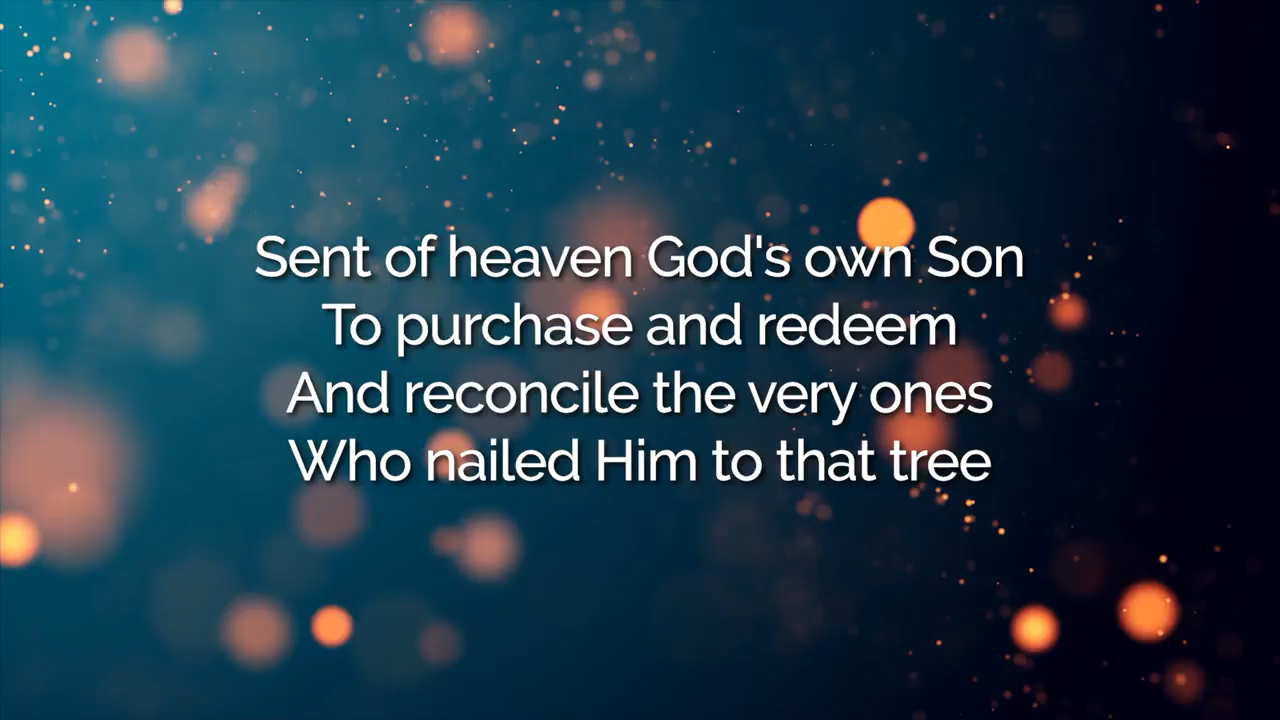 Sent of heaven God's own Son
To purchase and redeem
And reconcile the very ones
Who nailed Him to that tree